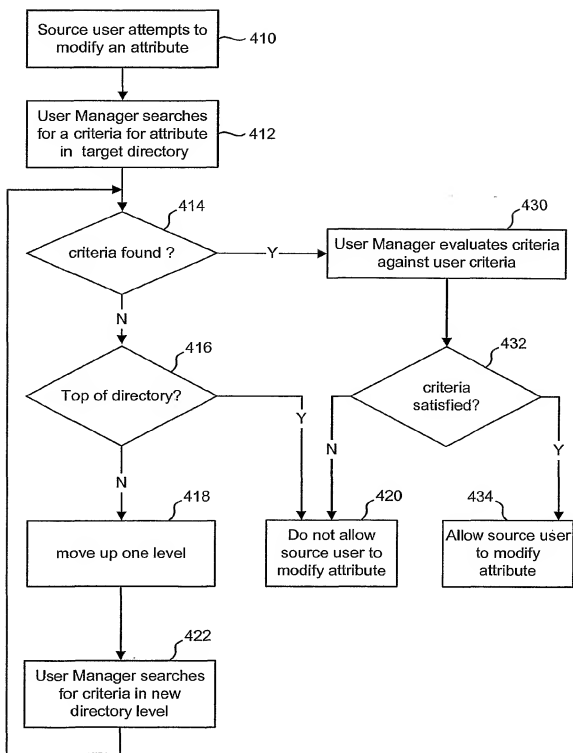 Source user attempts to
modify an attribute
410
User Manager searches
for a criteria for attribute
in target directory
412
414
criteria found ?
Y
N
430
User Manager evaluates criteria
against user criteria
416
Top of directory?
Y
N
432
criteria
satisfied?
N
Y
418
move up one level
420
Do not allow
source user to
modify attribute
434
Allow source user
to modify
attribute
422
User Manager searches
for criteria in new
directory level